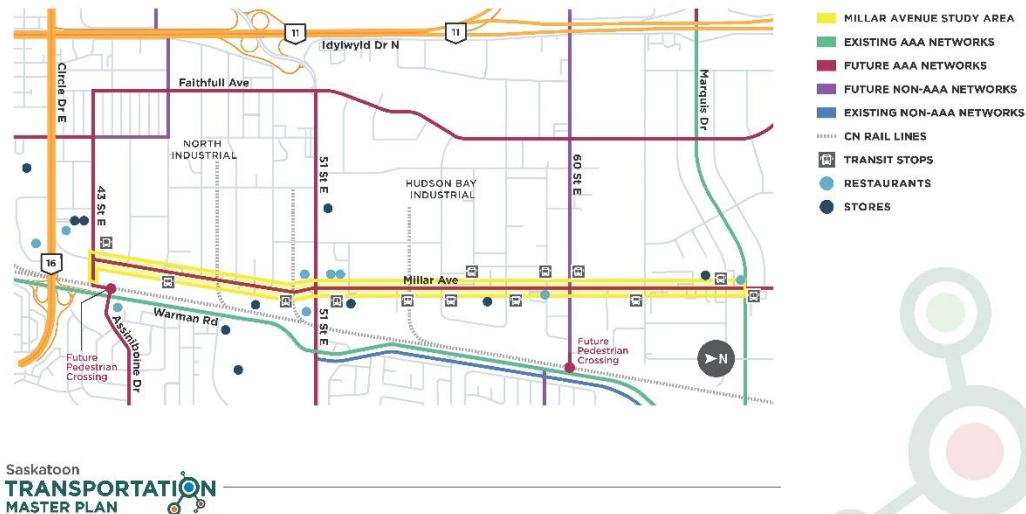 11
11
Idylwyld Dr N
Circle Dr E
Faithfull Ave
Marquis Dr
NORTH
INDUSTRIAL
43 St E
51 St E
HUDSON BAY
INDUSTRIAL
60 St E
16
Millar Ave
Warman Rd
51 St E
Assiniboine Dr
Future
Pedestrian
Crossing
Future
Pedestrian
Crossing
N
MILLAR AVENUE STUDY AREA
EXISTING AAA NETWORKS
FUTURE AAA NETWORKS
FUTURE NON-AAA NETWORKS
EXISTING NON-AAA NETWORKS
CN RAIL LINES
TRANSIT STOPS
RESTAURANTS
STORES
Saskatoon
TRANSPORTATION
MASTER PLAN